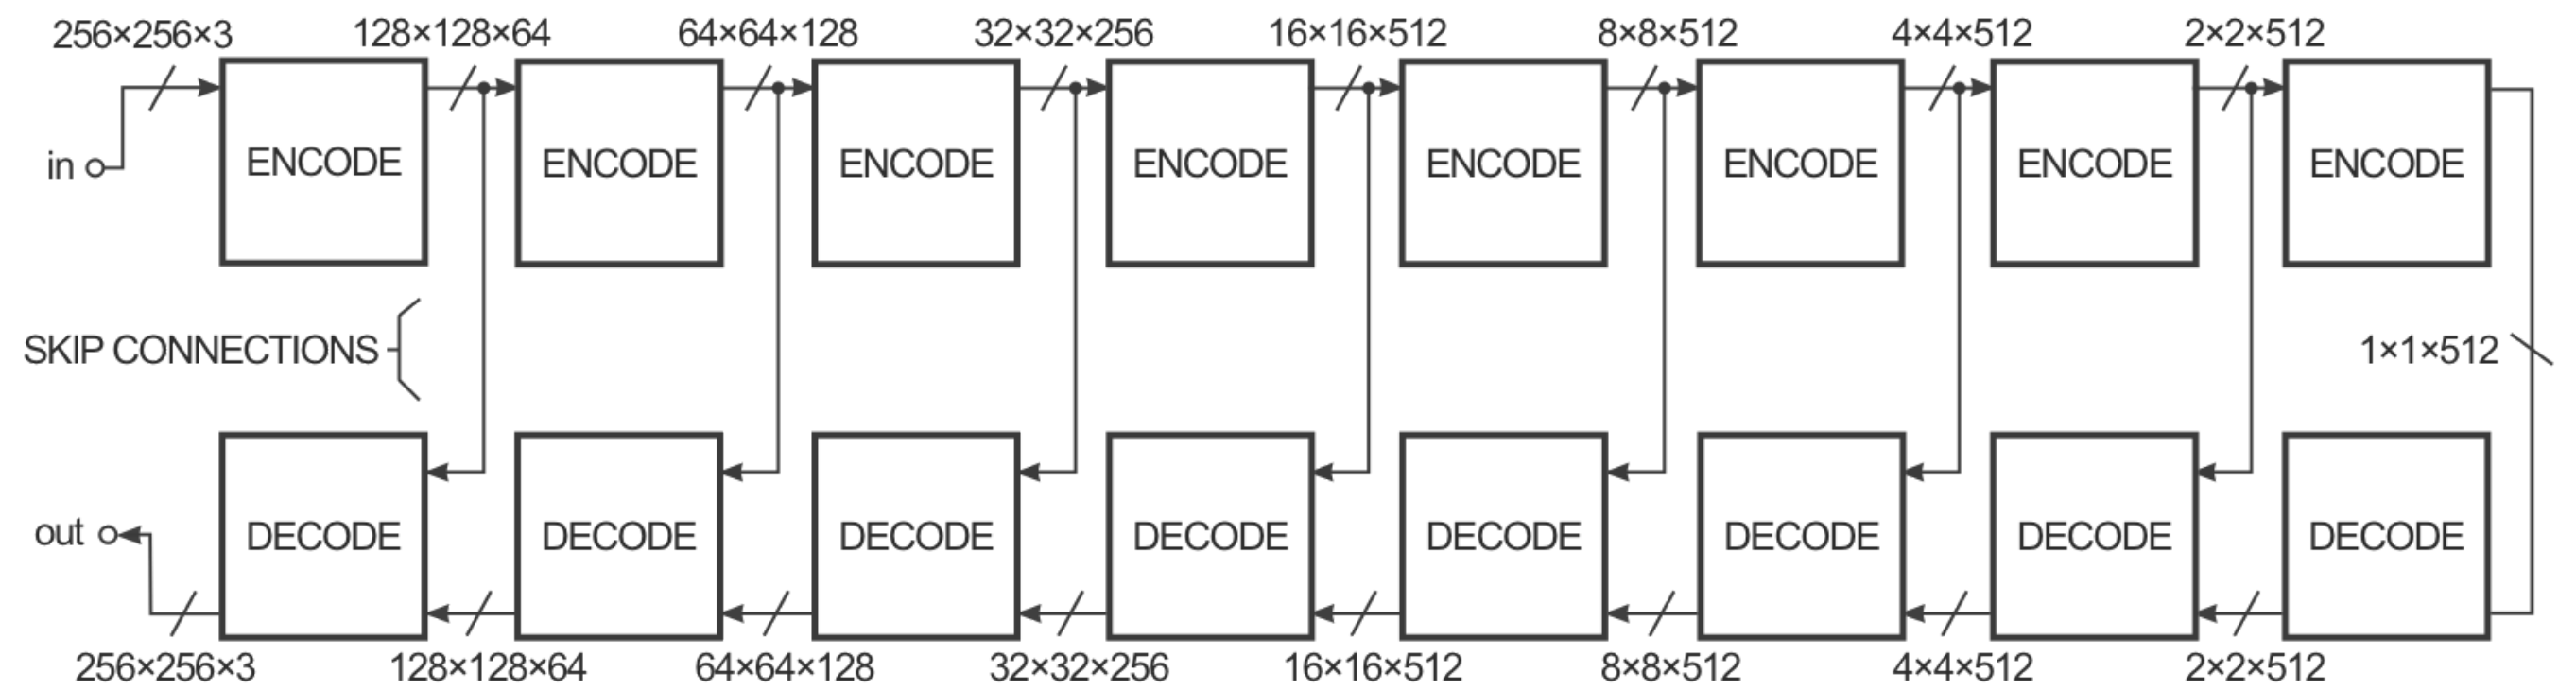 256×256×3 128×128×64 64×64×128 32×32×256 16×16×512 8×8×512 4×4×512 2×2×512
in ENCODE ENCODE ENCODE ENCODE ENCODE ENCODE ENCODE ENCODE
SKIP CONNECTIONS 1×1×512
out DECODE DECODE DECODE DECODE DECODE DECODE DECODE DECODE
256×256×3 128×128×64 64×64×128 32×32×256 16×16×512 8×8×512 4×4×512 2×2×512